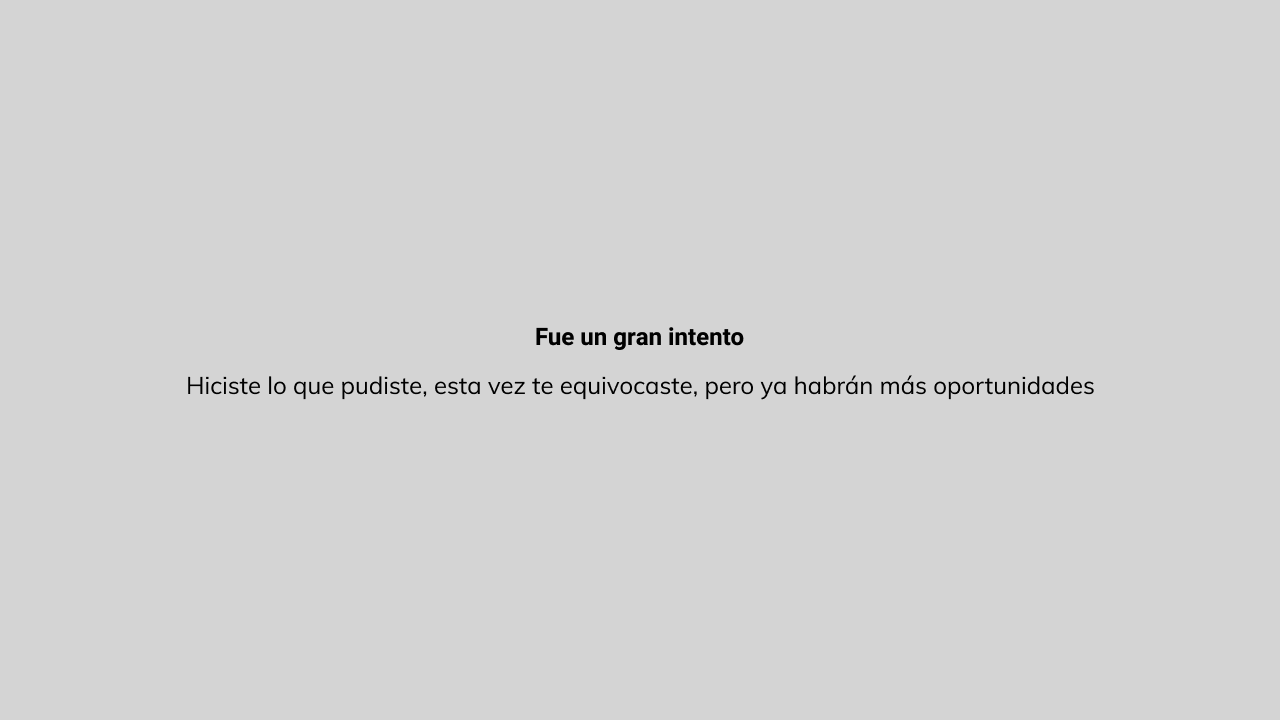 Fue un gran intento
Hiciste lo que pudiste, esta vez te equivocaste, pero ya habrán más oportunidades